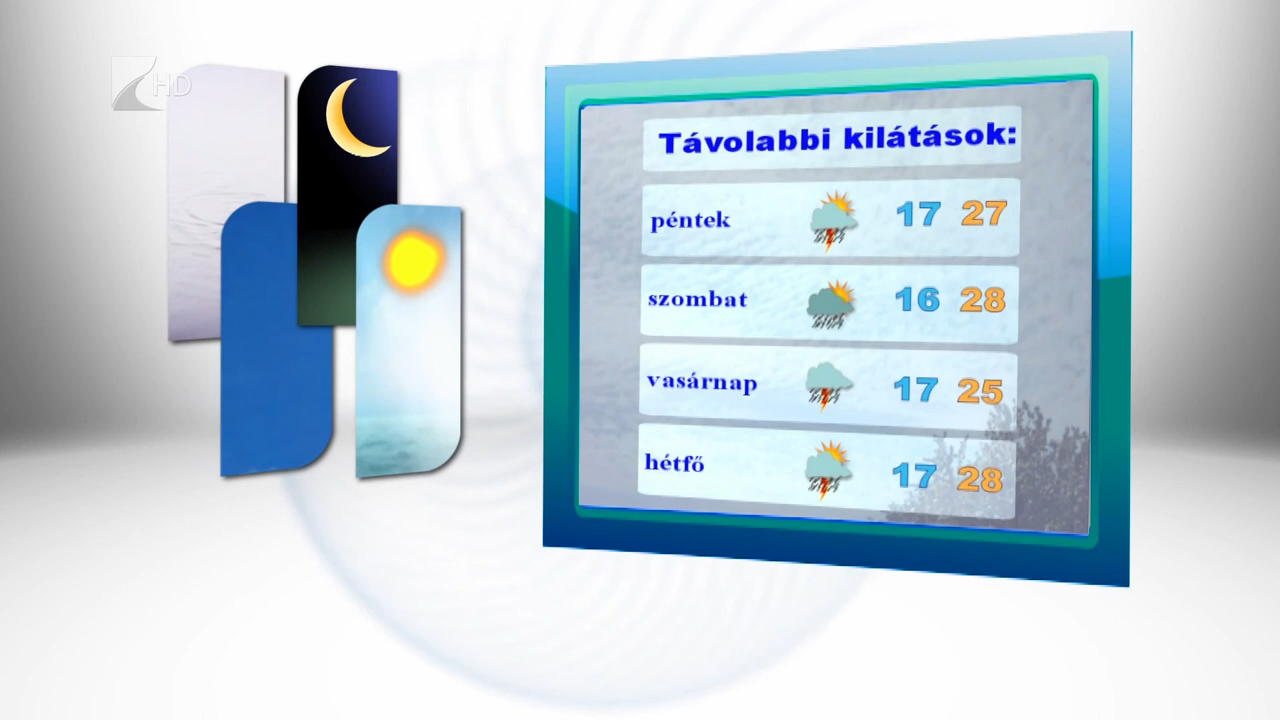 HD
Távolabbi kilátások:
péntek 17 27
szombat 16 28
vasárnap 17 25
hétfő 17 28